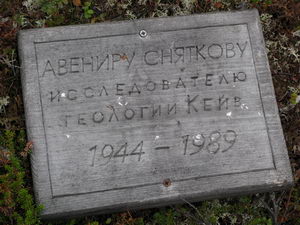 АВЕНИРУ СНЯТКОВУ
ИССЛЕДОВАТЕЛЮ
ГЕОЛОГИИ КЕЙВ
1944 – 1989